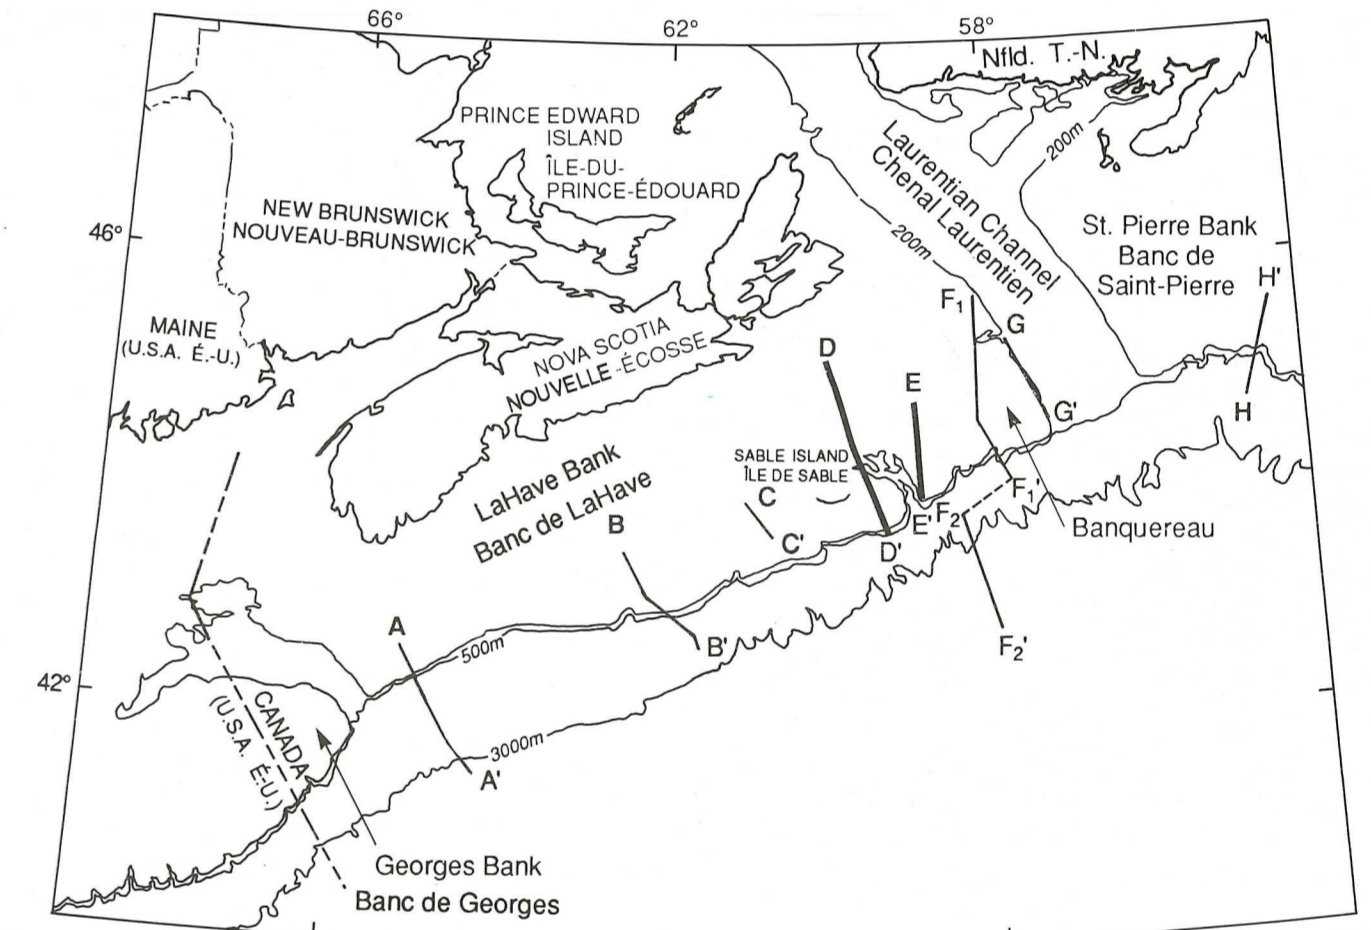 66°
62°
58°
Nfld. T.-N.
PRINCE EDWARD
ISLAND
ÎLE-DU-
PRINCE-ÉDOUARD
200m
Laurentian Channel
Chenal Laurentien
NEW BRUNSWICK
NOUVEAU-BRUNSWICK
46°
200m
St. Pierre Bank
Banc de
Saint-Pierre
H'
F1
G
MAINE
(U.S.A. É.-U.)
NOVA SCOTIA
NOUVELLE-ÉCOSSE
D
E
G'
H
SABLE ISLAND
ÎLE DE SABLE
LaHave Bank
Banc de LaHave
C
F1'
B
E'
F2
Banquereau
C'
D'
A
500m
B'
F2'
42°
CANADA
(U.S.A. É.-U.)
3000m
A'
Georges Bank
Banc de Georges